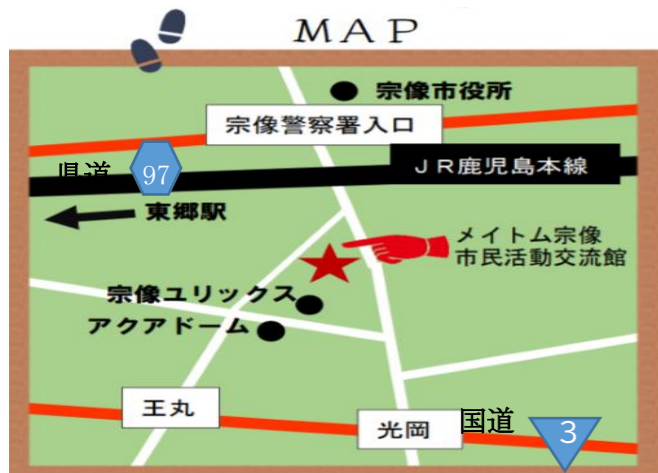 MAP
宗像市役所
宗像警察署入口
JR鹿児島本線
県道
97
東郷駅
メイトム宗像
市民活動交流館
宗像ユリックス
アクアドーム
王丸
光岡
国道
3